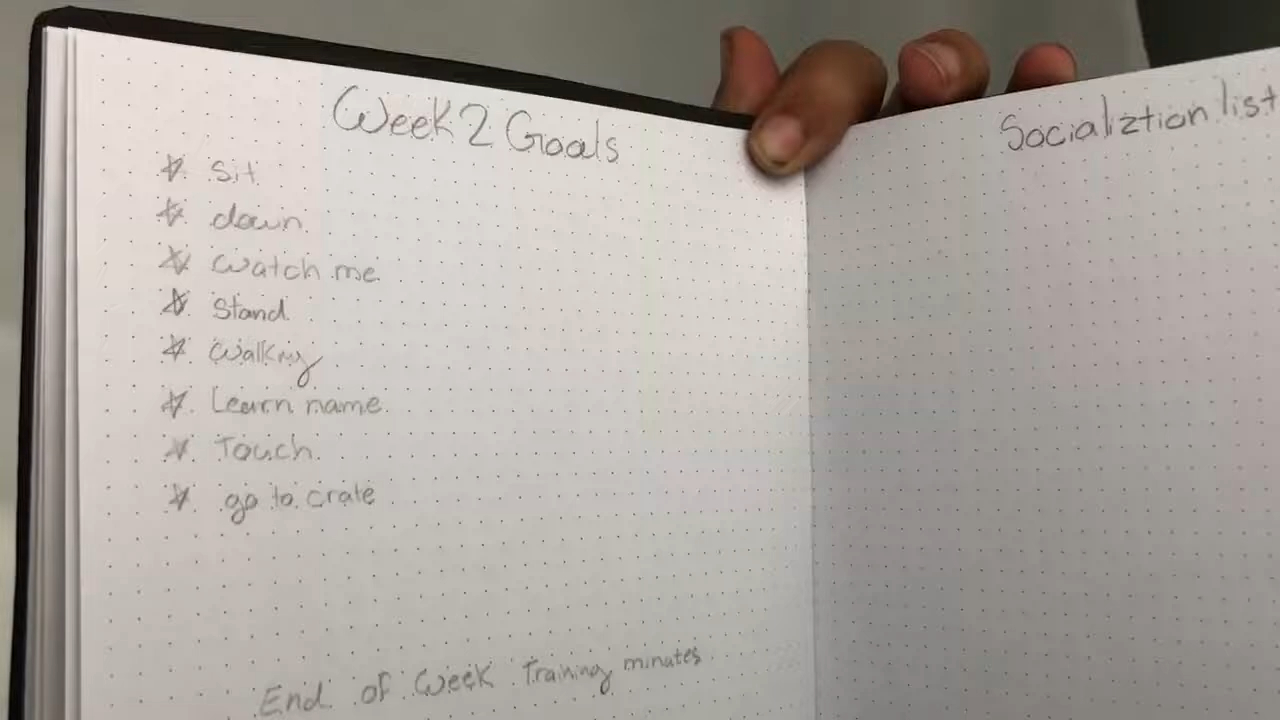 Week 2 Goals
Sit
down
watch me
Stand
walking
Learn name
Touch
go to crate
End of week Training minutes
Socializtion list